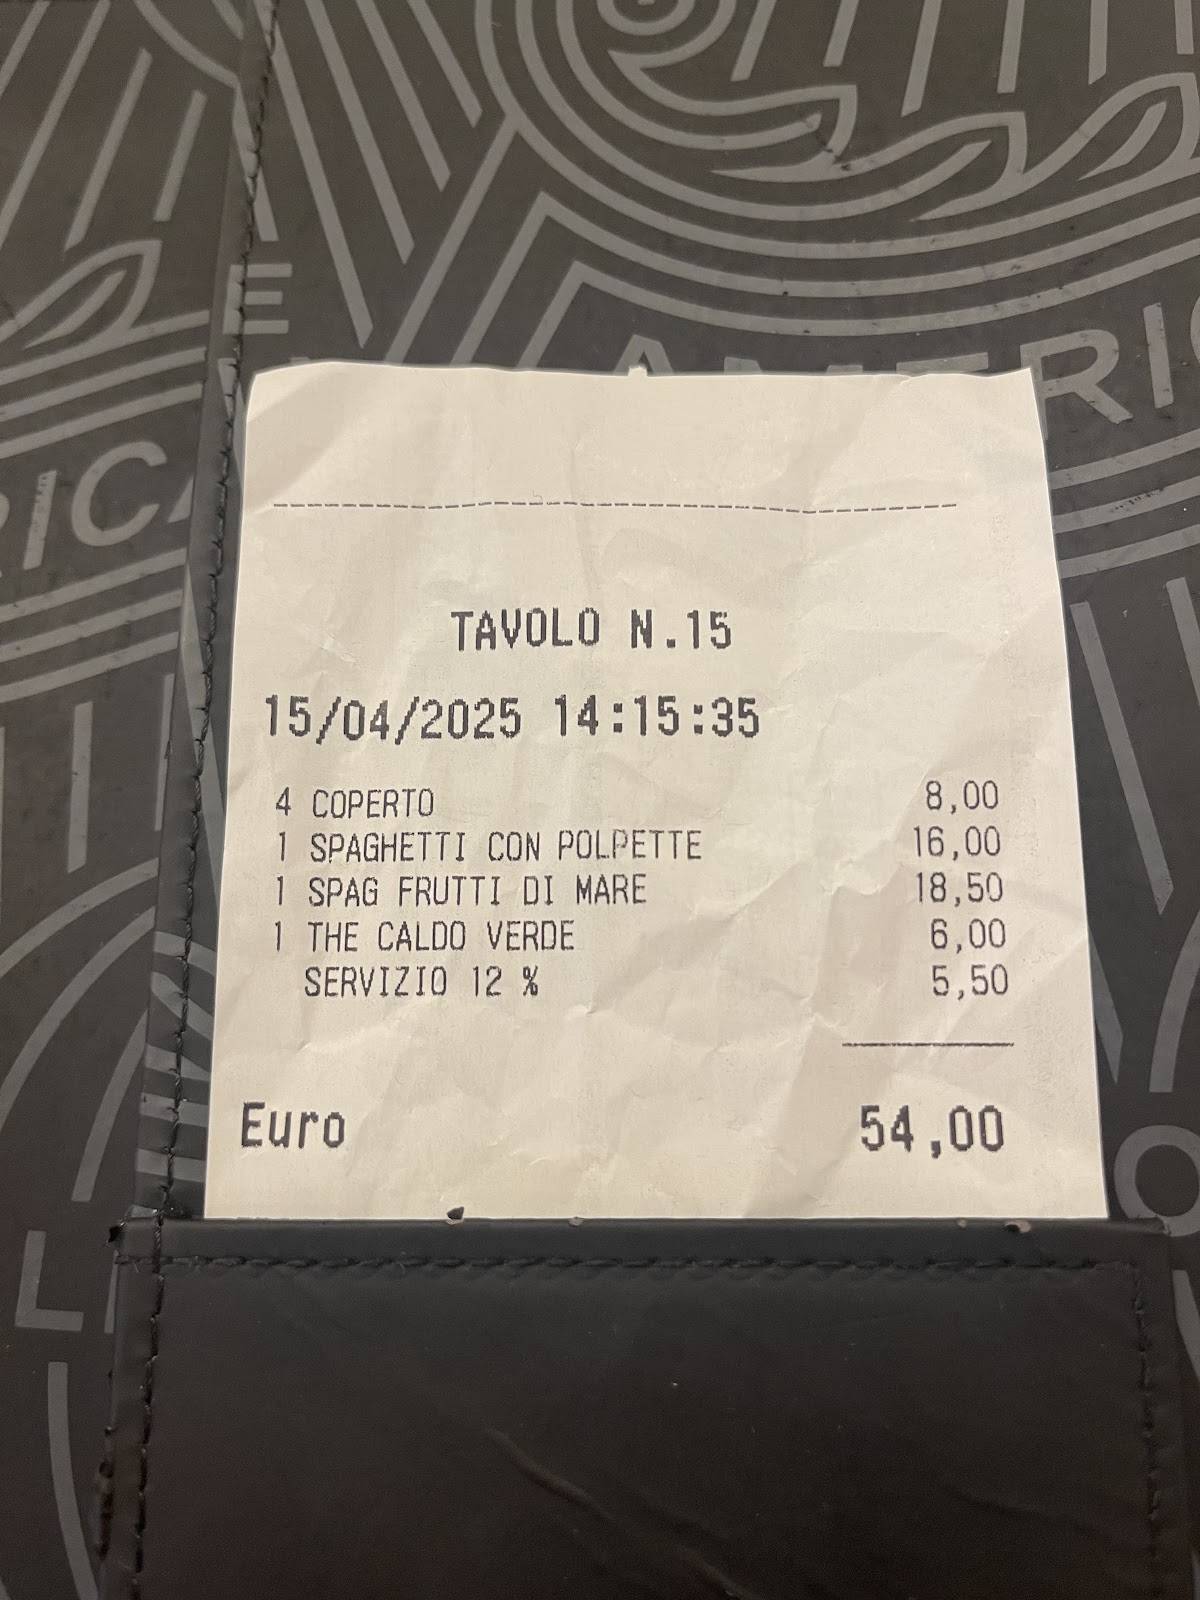 AMERI
E
RICA
TAVOLO N.15
15/04/2025 14:15:35
4 COPERTO 8,00
1 SPAGHETTI CON POLPETTE 16,00
1 SPAG FRUTTI DI MARE 18,50
1 THE CALDO VERDE 6,00
SERVIZIO 12 % 5,50
Euro 54,00